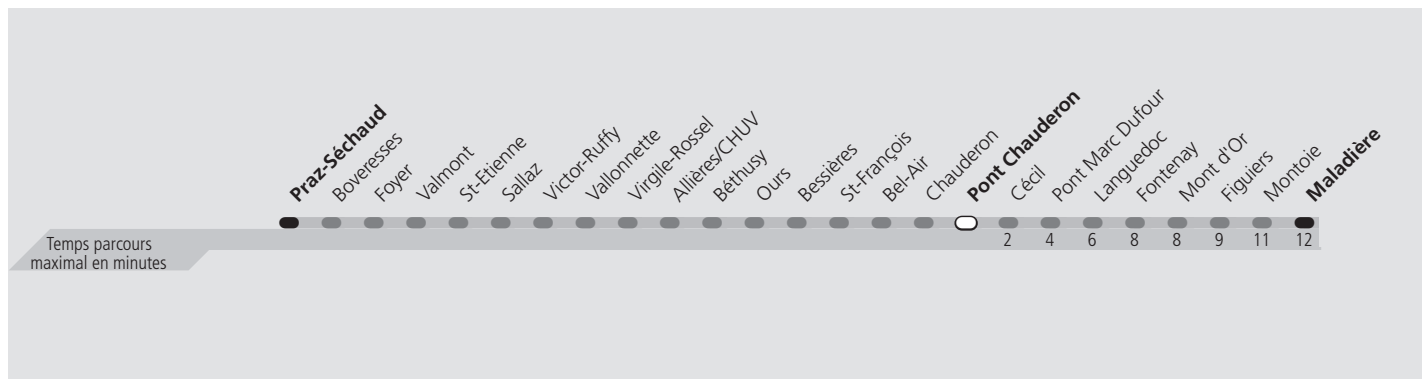 Praz-Séchaud
Boveresses
Foyer
Valmont
St-Etienne
Sallaz
Victor-Ruffy
Vallonnette
Virgile-Rossel
Allières/CHUV
Béthusy
Ours
Bessières
St-François
Bel-Air
Chauderon
Pont Chauderon
Cécil
Pont Marc Dufour
Languedoc
Fontenay
Mont d'Or
Figuiers
Montoie
Maladière
Temps parcours
maximal en minutes
2 4 6 8 8 9 11 12